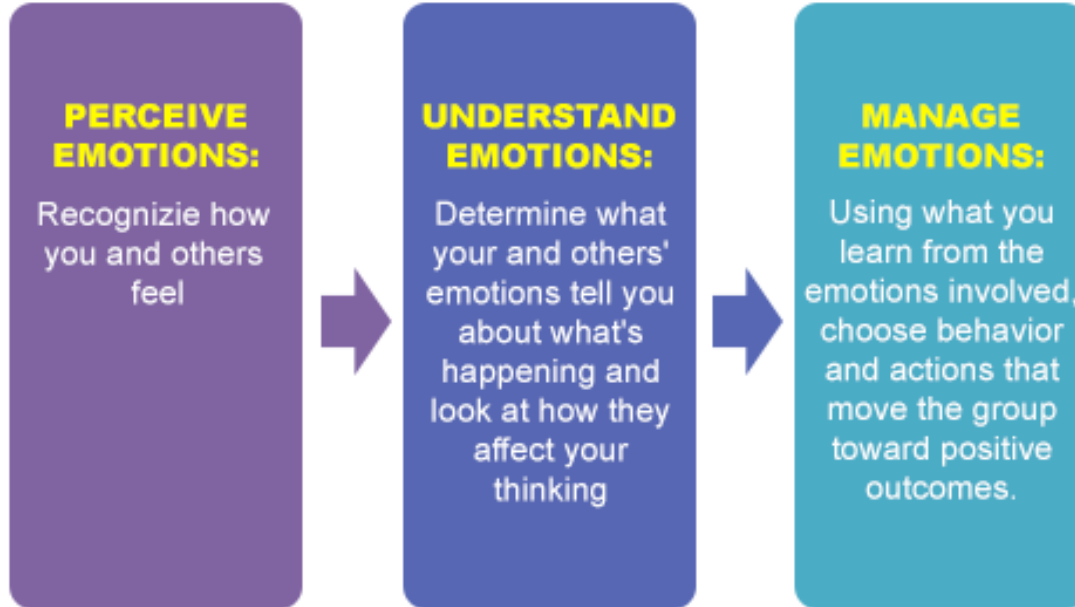 PERCEIVE
EMOTIONS:
Recognizie how
you and others
feel
UNDERSTAND
EMOTIONS:
Determine what
your and others'
emotions tell you
about what's
happening and
look at how they
affect your
thinking
MANAGE
EMOTIONS:
Using what you
learn from the
emotions involved,
choose behavior
and actions that
move the group
toward positive
outcomes.